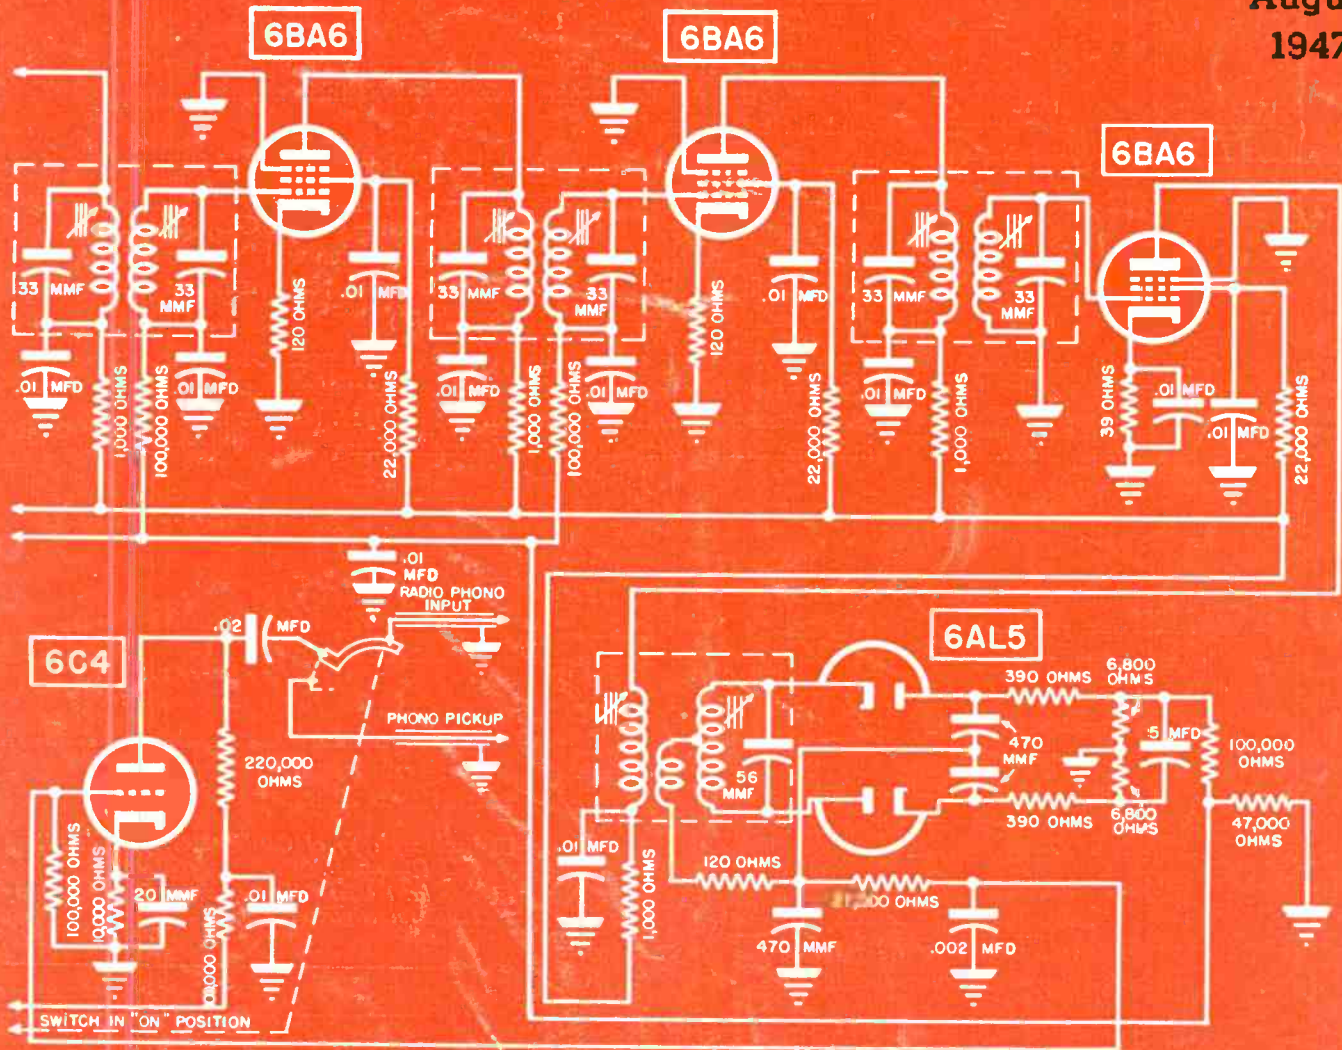 Augu
1947
6BA6
6BA6
6BA6
33 MMF
33
MMF
.01 MFD
.01 MFD
1,000 OHMS
100,000 OHMS
120 OHMS
.01 MFD
22,000 OHMS
33 MMF
33
MMF
.01 MFD
.01 MFD
1,000 OHMS
100,000 OHMS
120 OHMS
.01 MFD
22,000 OHMS
33 MMF
33
MMF
.01 MFD
1,000 OHMS
39 OHMS
.01 MFD
.01 MFD
22,000 OHMS
.01
MFD
RADIO PHONO
INPUT
.02 MFD
6C4
PHONO PICKUP
220,000
OHMS
100,000 OHMS
10,000 OHMS
20 MMF
.01 MFD
OHMS
SWITCH IN "ON" POSITION
6AL5
56
MMF
390 OHMS
6,800
OHMS
470
MMF
5 MFD
100,000
OHMS
390 OHMS
6,800
OHMS
47,000
OHMS
.01 MFD
1,000 OHMS
120 OHMS
OHMS
470 MMF
.002 MFD